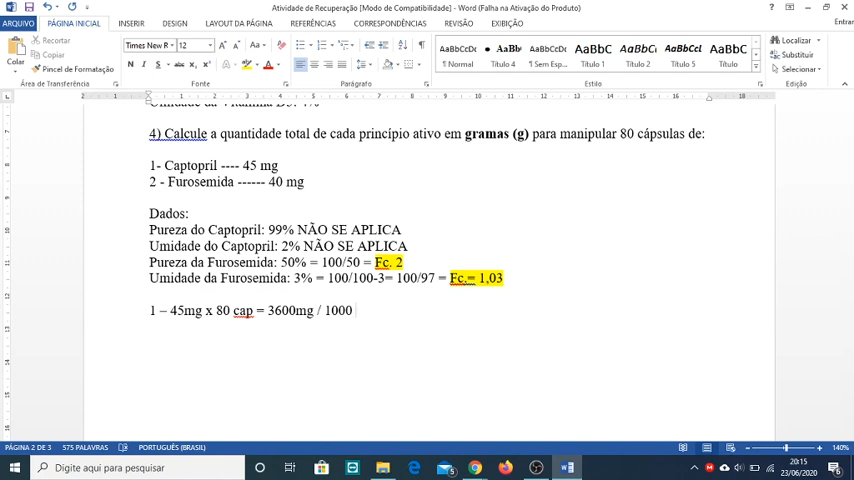 Atividade de Recuperação [Modo de Compatibilidade] - Word (Falha na Ativação do Produto)
ARQUIVO PÁGINA INICIAL INSERIR DESIGN LAYOUT DA PÁGINA REFERÊNCIAS CORRESPONDÊNCIAS REVISÃO EXIBIÇÃO Entrar
Colar
Recortar
Copiar
Pincel de Formatação
Área de Transferência
Times New R 12
N I S
Fonte
Parágrafo
AaBbCcDc AaBb AaBbCcDc AaBbC AaBbCc AaBbCcL AaBbC
¶ Normal Título 4 ¶ Sem Esp... Título Título 2 Título 5 Título
Estilo
Localizar
Substituir
Selecionar
Edição
Umidade da Vitamina D3: 4%
4) Calcule a quantidade total de cada princípio ativo em gramas (g) para manipular 80 cápsulas de:
1- Captopril ---- 45 mg
2 - Furosemida ------ 40 mg
Dados:
Pureza do Captopril: 99% NÃO SE APLICA
Umidade do Captopril: 2% NÃO SE APLICA
Pureza da Furosemida: 50% = 100/50 = Fc. 2
Umidade da Furosemida: 3% = 100/100-3= 100/97 = Fc.= 1,03
1 – 45mg x 80 cap = 3600mg / 1000
PÁGINA 2 DE 3 575 PALAVRAS PORTUGUÊS (BRASIL) 140%
Digite aqui para pesquisar
20:15
23/06/2020